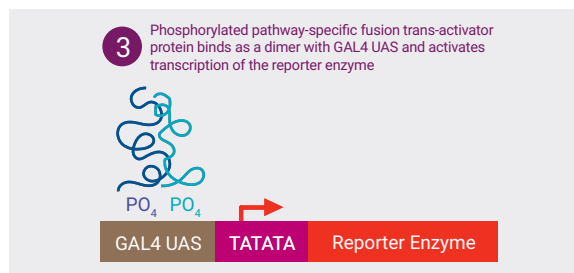 3
Phosphorylated pathway-specific fusion trans-activator
protein binds as a dimer with GAL4 UAS and activates
transcription of the reporter enzyme
PO4 PO4
GAL4 UAS TATATA Reporter Enzyme